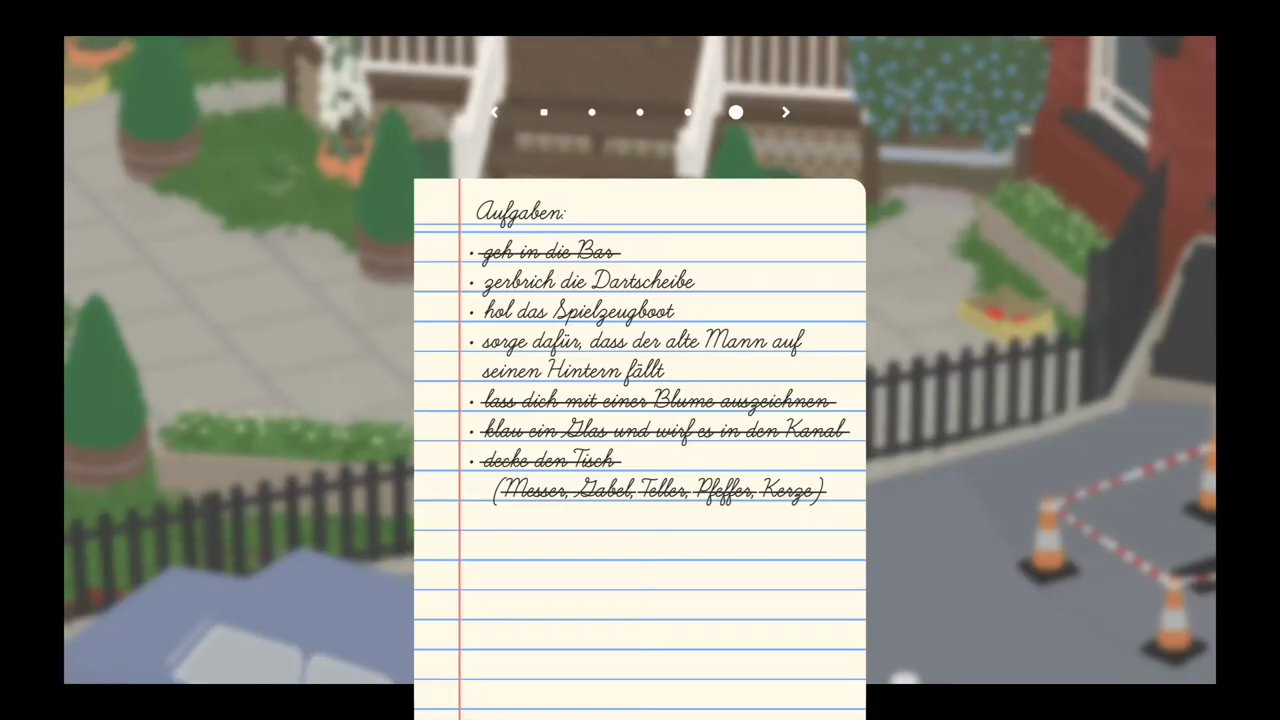 Aufgaben:
• geh in die Bar
• zerbrich die Dartscheibe
• hol das Spielzeugboot
• sorge dafür, dass der alte Mann auf
seinen Hintern fällt
• lass dich mit einer Blume auszeichnen
• klau ein Glas und wirf es in den Kanal
• decke den Tisch
(Messer, Gabel, Teller, Pfeffer, Kerze)